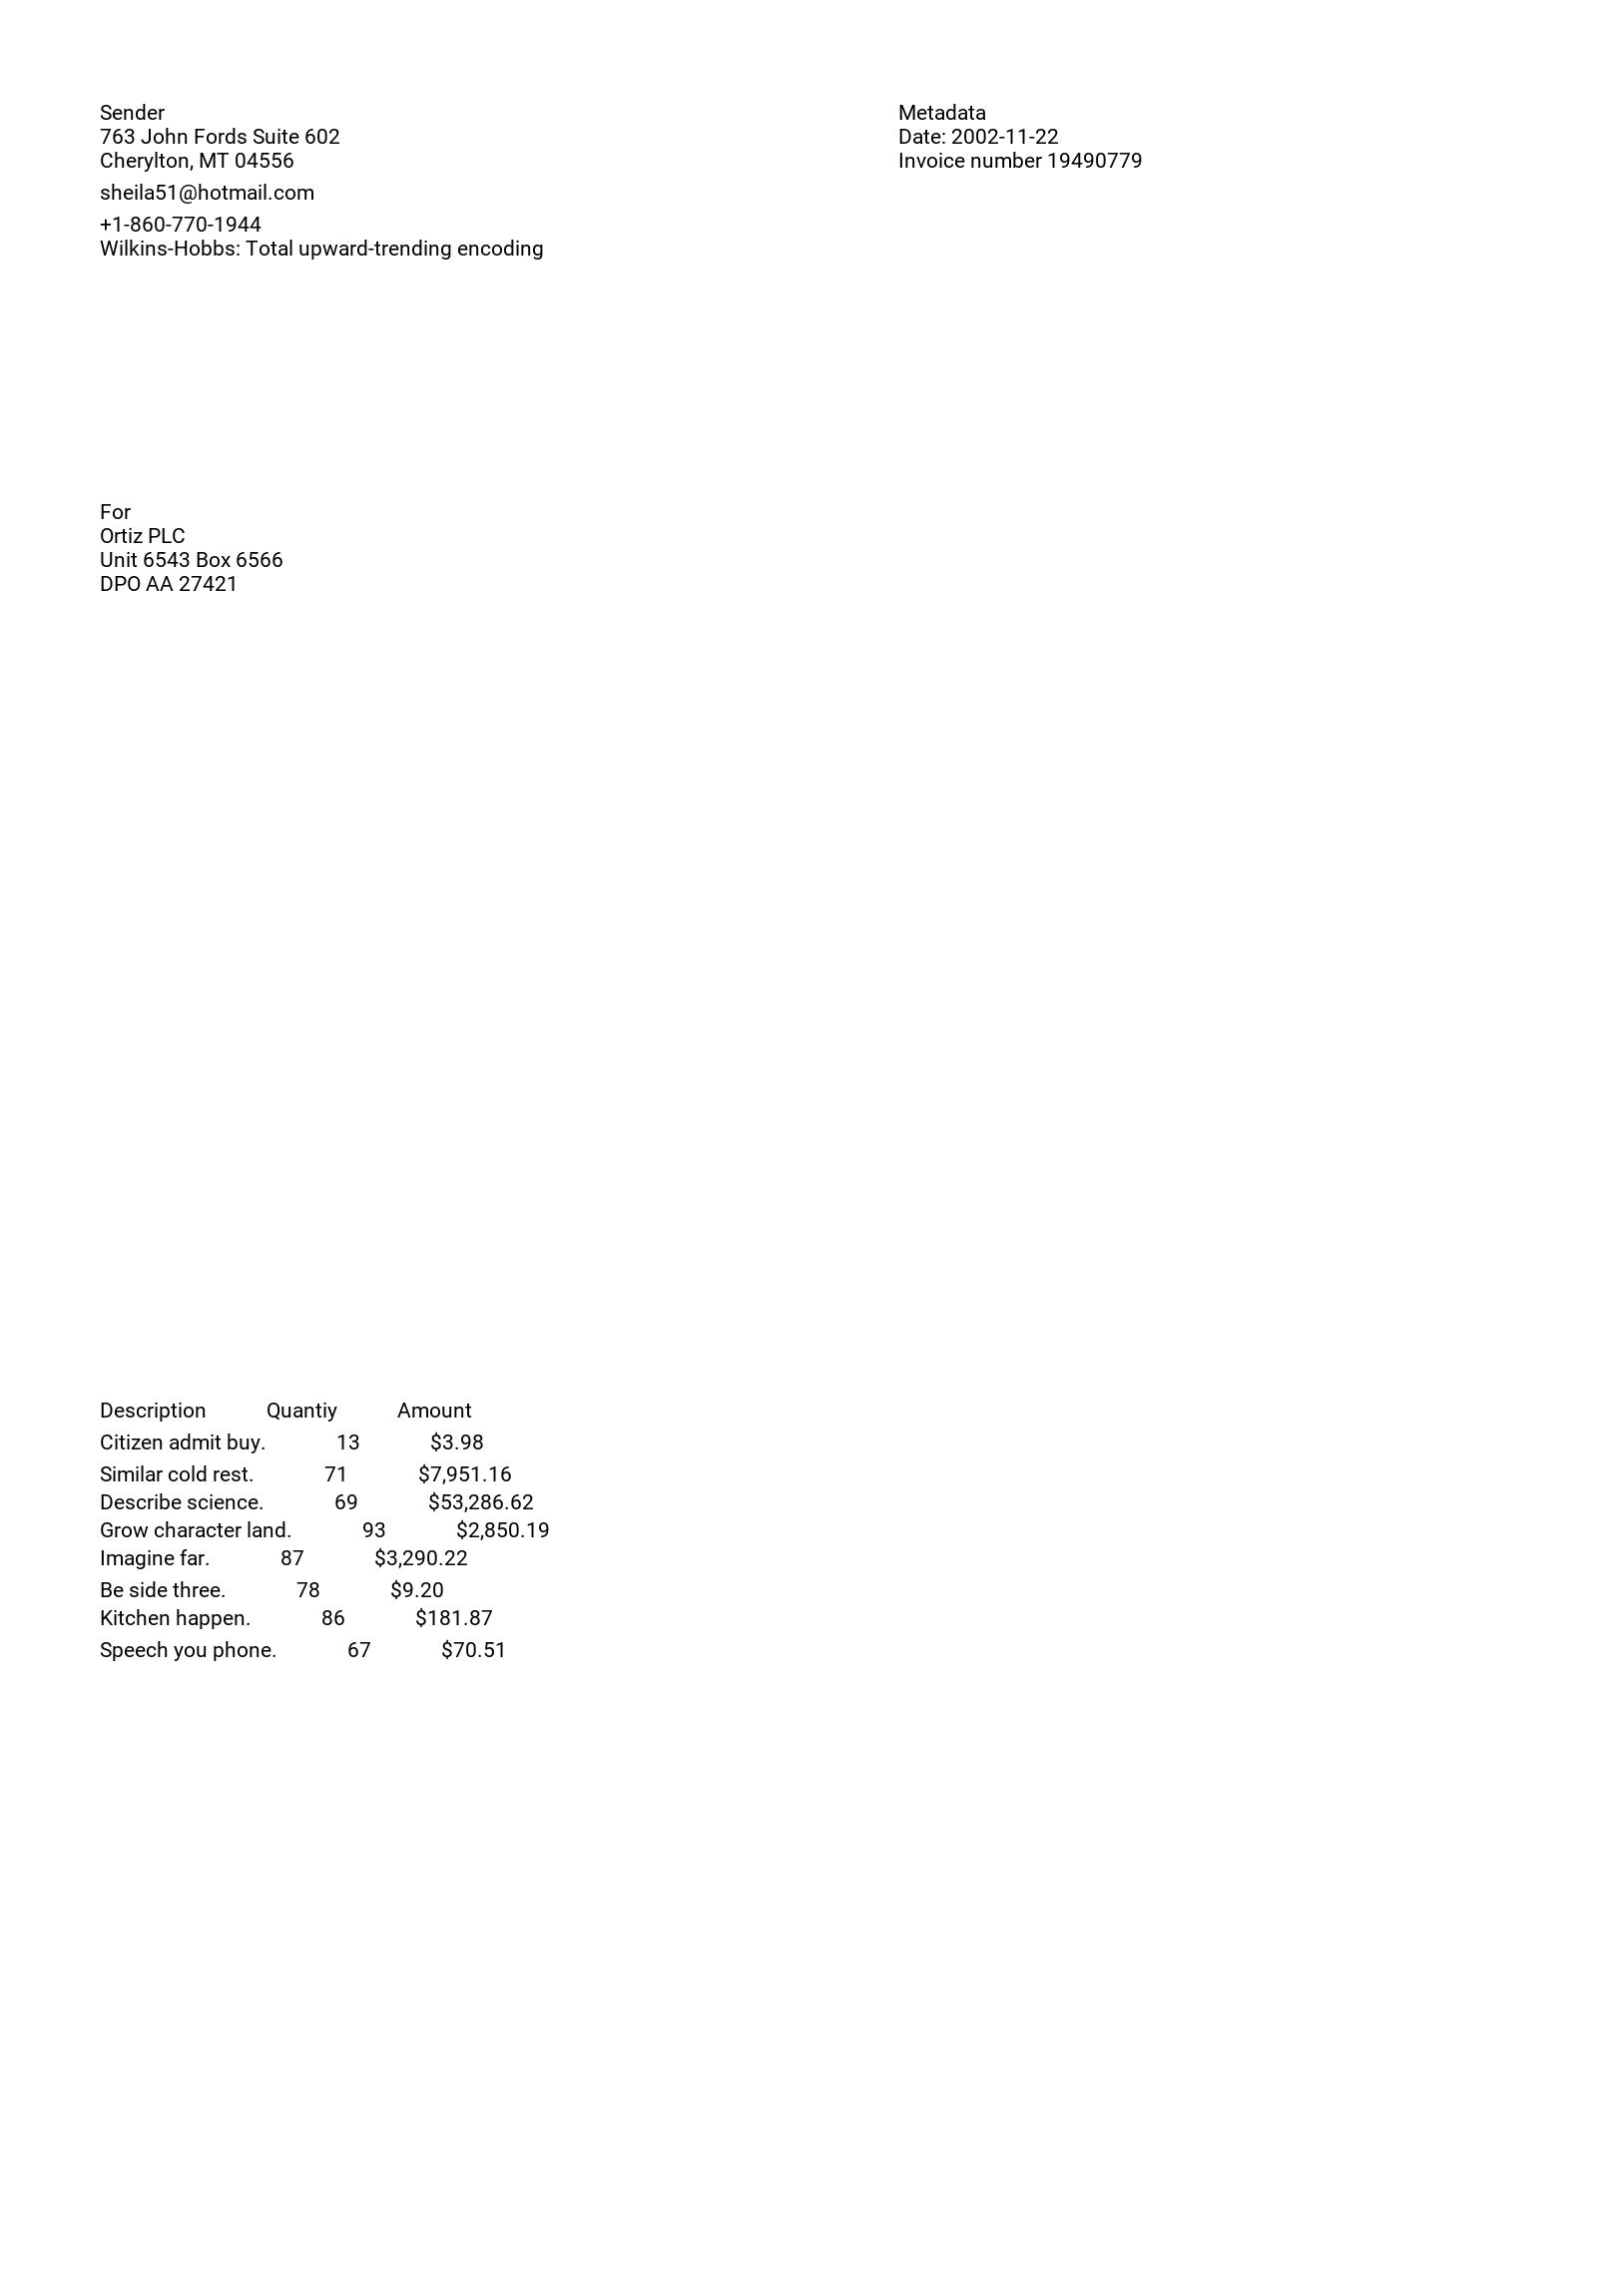 Sender
763 John Fords Suite 602
Cherylton, MT 04556
sheila51@hotmail.com
+1-860-770-1944
Wilkins-Hobbs: Total upward-trending encoding
Metadata
Date: 2002-11-22
Invoice number 19490779
For
Ortiz PLC
Unit 6543 Box 6566
DPO AA 27421
Description Quantiy Amount
Citizen admit buy. 13 $3.98
Similar cold rest. 71 $7,951.16
Describe science. 69 $53,286.62
Grow character land. 93 $2,850.19
Imagine far. 87 $3,290.22
Be side three. 78 $9.20
Kitchen happen. 86 $181.87
Speech you phone. 67 $70.51